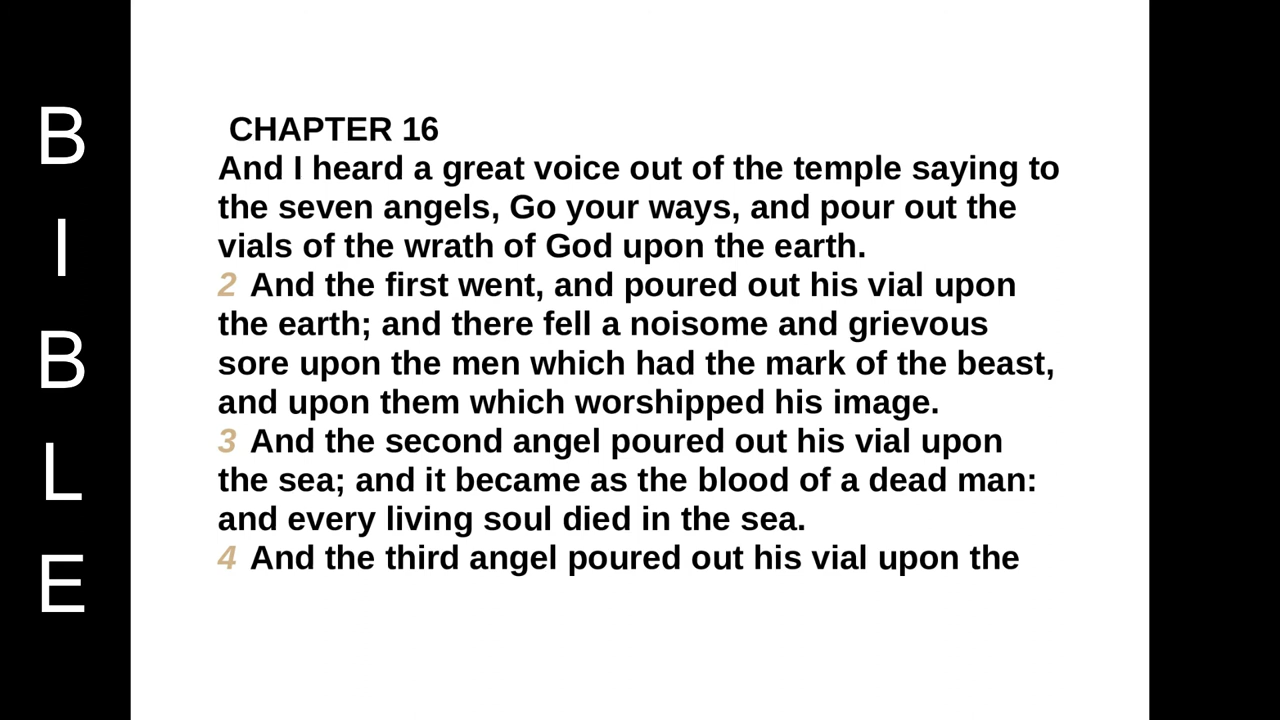 BIBLE
CHAPTER 16
And I heard a great voice out of the temple saying to
the seven angels, Go your ways, and pour out the
vials of the wrath of God upon the earth.
2 And the first went, and poured out his vial upon
the earth; and there fell a noisome and grievous
sore upon the men which had the mark of the beast,
and upon them which worshipped his image.
3 And the second angel poured out his vial upon
the sea; and it became as the blood of a dead man:
and every living soul died in the sea.
4 And the third angel poured out his vial upon the